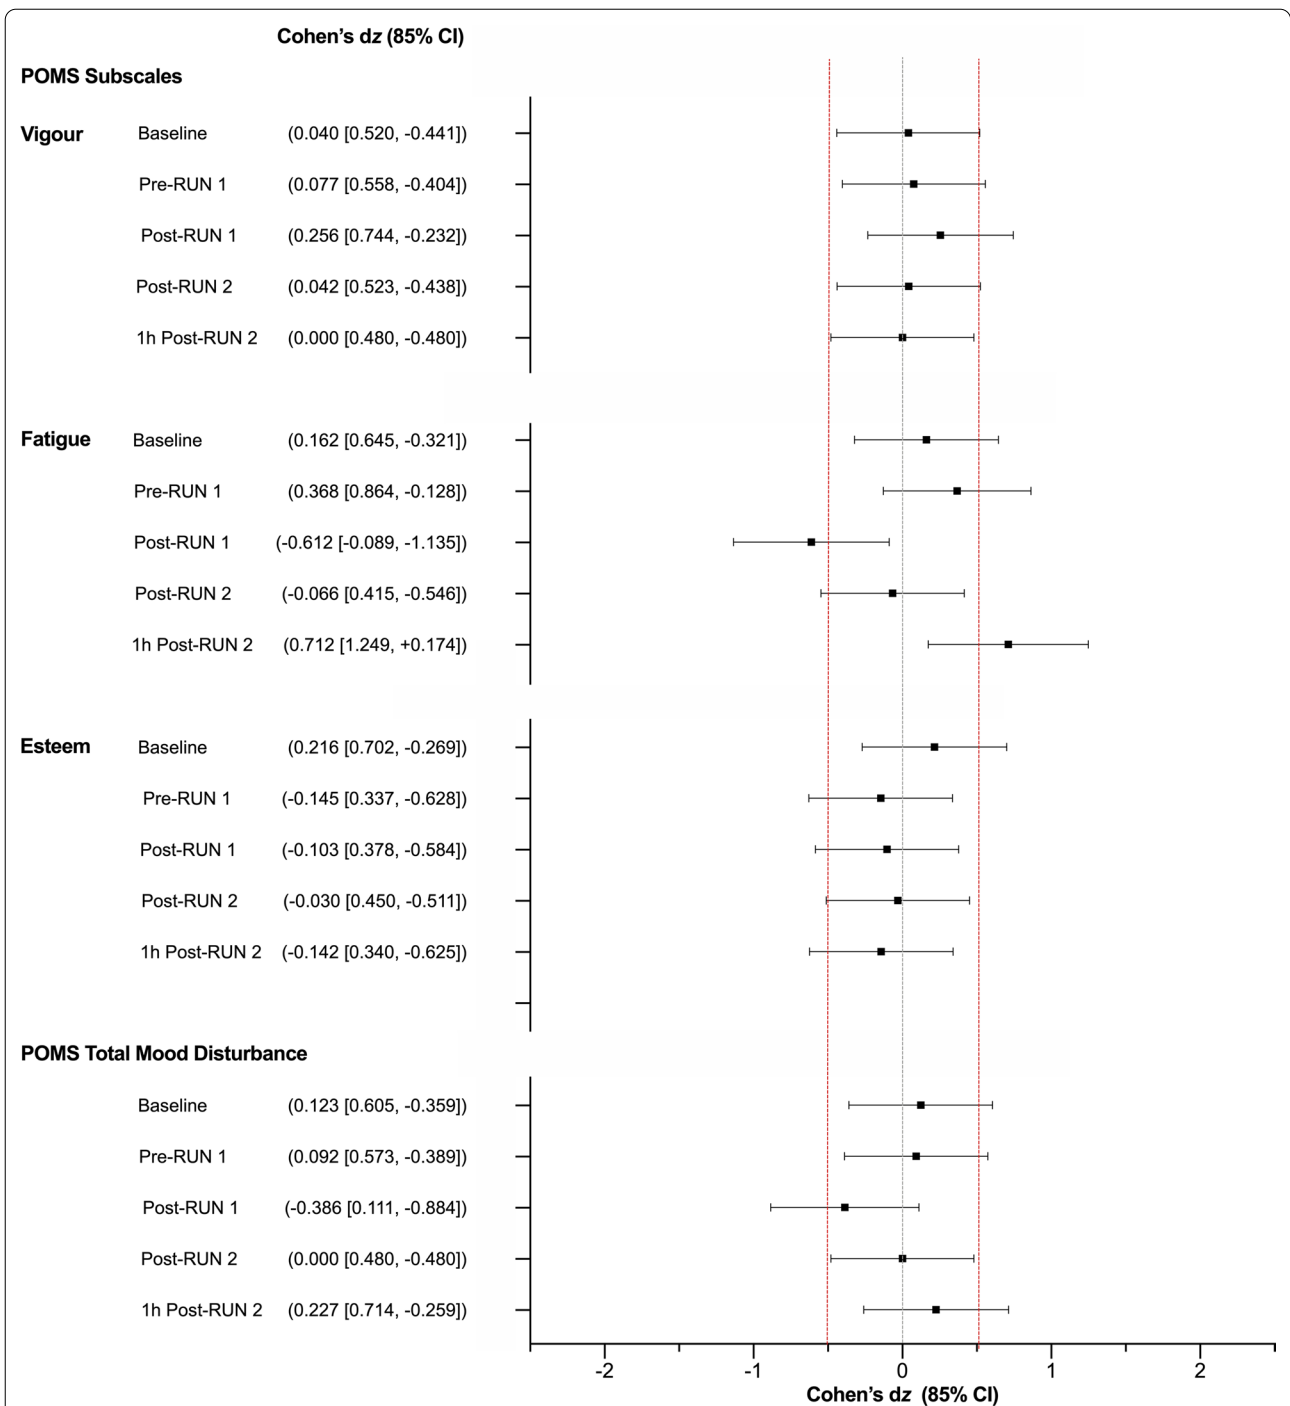 Cohen's dz (85% CI)
POMS Subscales
Vigour Baseline (0.040 [0.520, -0.441])
Pre-RUN 1 (0.077 [0.558, -0.404])
Post-RUN 1 (0.256 [0.744, -0.232])
Post-RUN 2 (0.042 [0.523, -0.438])
1h Post-RUN 2 (0.000 [0.480, -0.480])
Fatigue Baseline (0.162 [0.645, -0.321])
Pre-RUN 1 (0.368 [0.864, -0.128])
Post-RUN 1 (-0.612 [-0.089, -1.135])
Post-RUN 2 (-0.066 [0.415, -0.546])
1h Post-RUN 2 (0.712 [1.249, +0.174])
Esteem Baseline (0.216 [0.702, -0.269])
Pre-RUN 1 (-0.145 [0.337, -0.628])
Post-RUN 1 (-0.103 [0.378, -0.584])
Post-RUN 2 (-0.030 [0.450, -0.511])
1h Post-RUN 2 (-0.142 [0.340, -0.625])
POMS Total Mood Disturbance
Baseline (0.123 [0.605, -0.359])
Pre-RUN 1 (0.092 [0.573, -0.389])
Post-RUN 1 (-0.386 [0.111, -0.884])
Post-RUN 2 (0.000 [0.480, -0.480])
1h Post-RUN 2 (0.227 [0.714, -0.259])
-2 -1 0 1 2
Cohen's dz (85% CI)